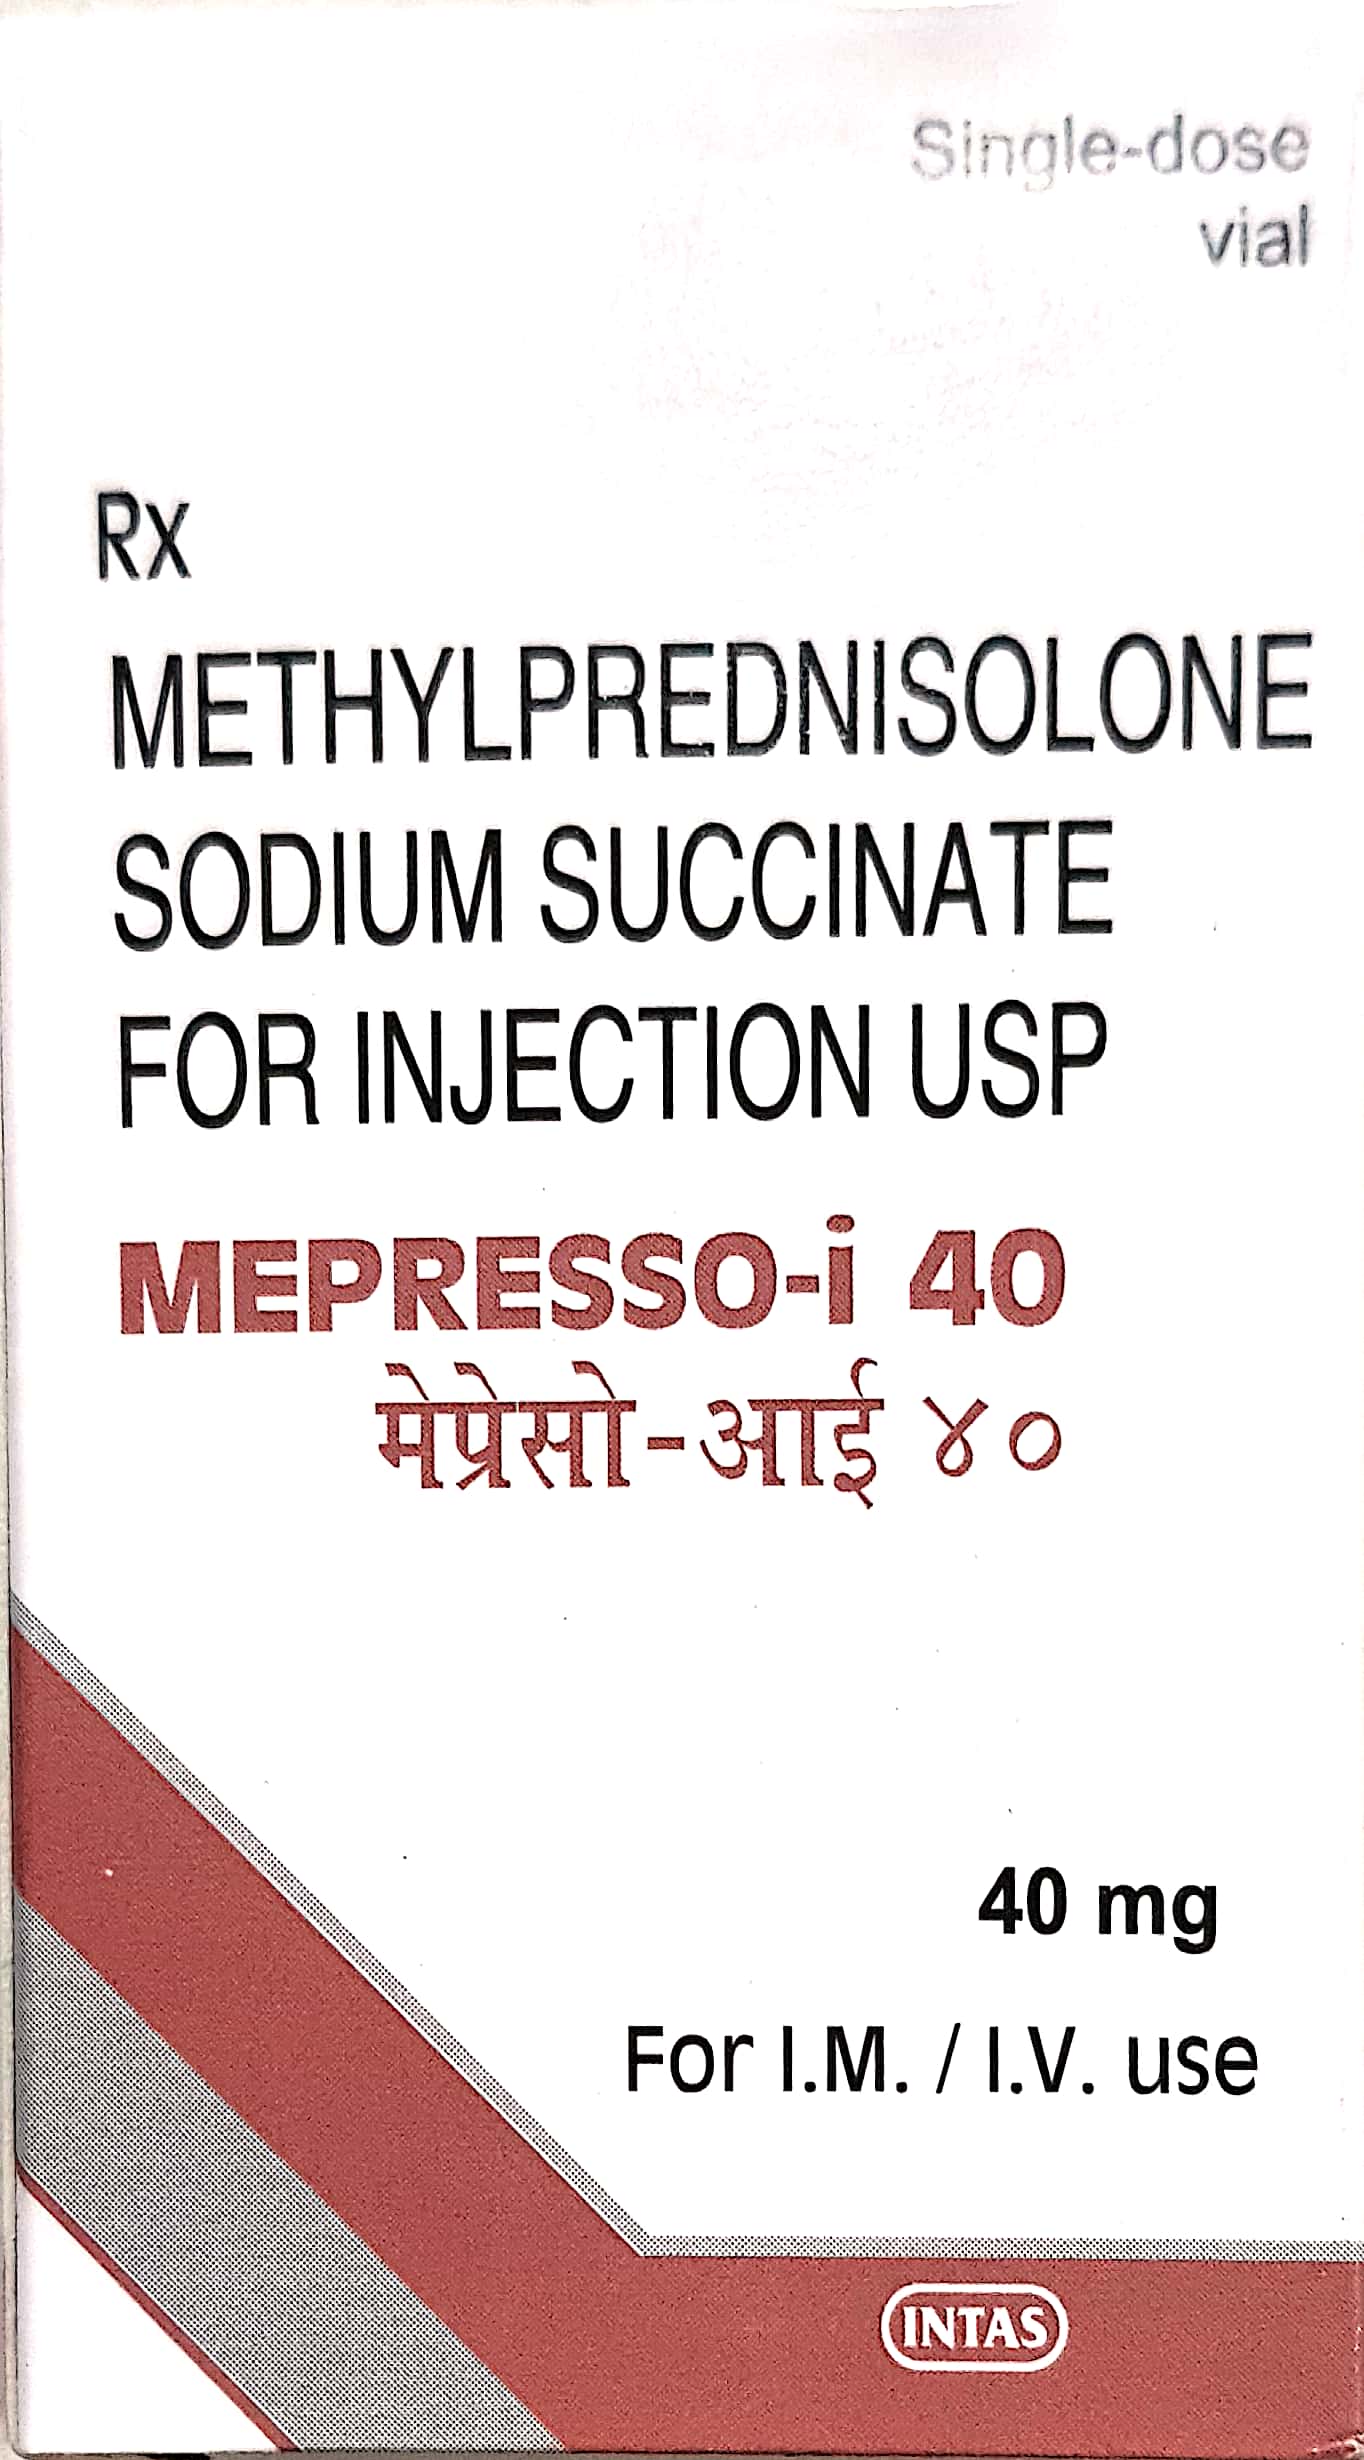 Single-dose
vial
Rx
METHYLPREDNISOLONE
SODIUM SUCCINATE
FOR INJECTION USP
MEPRESSO-i 40
मेप्रेसो-आई ४०
40 mg
For I.M. / I.V. use
INTAS